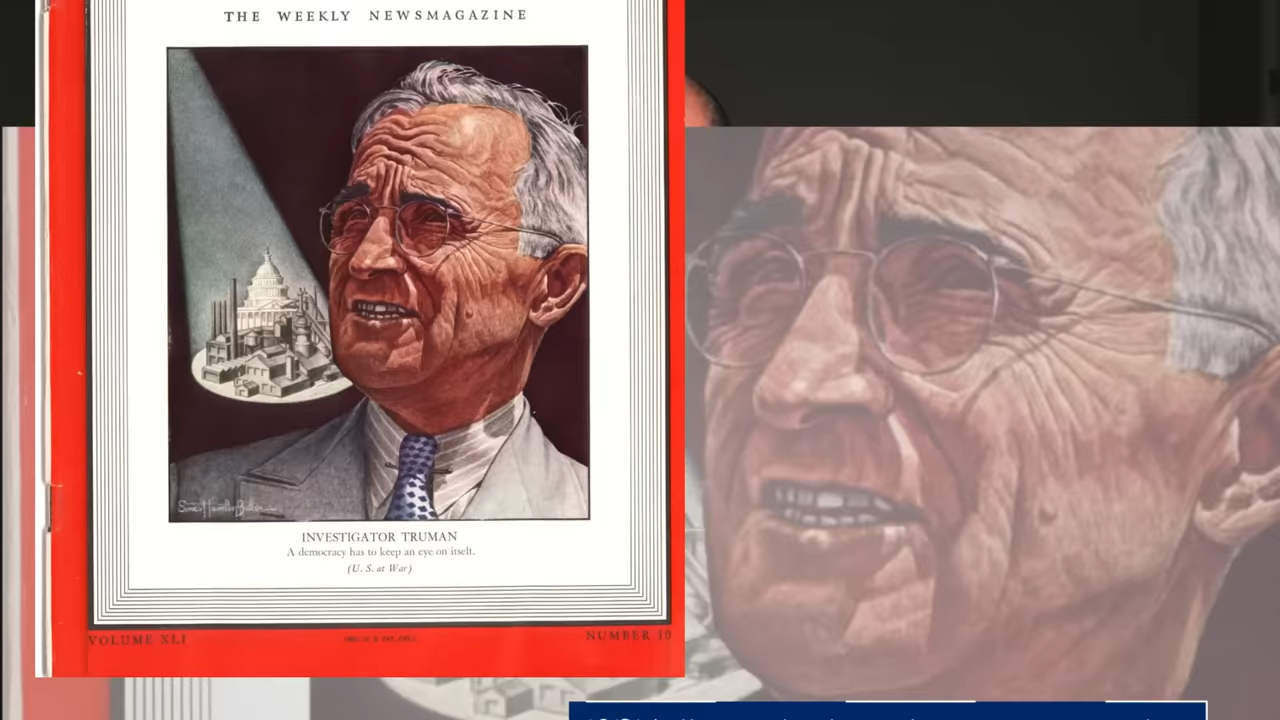 THE WEEKLY NEWSMAGAZINE
INVESTIGATOR TRUMAN
A democracy has to keep an eye on itself.
(U. S. at War)
VOLUME XLI
NUMBER 10